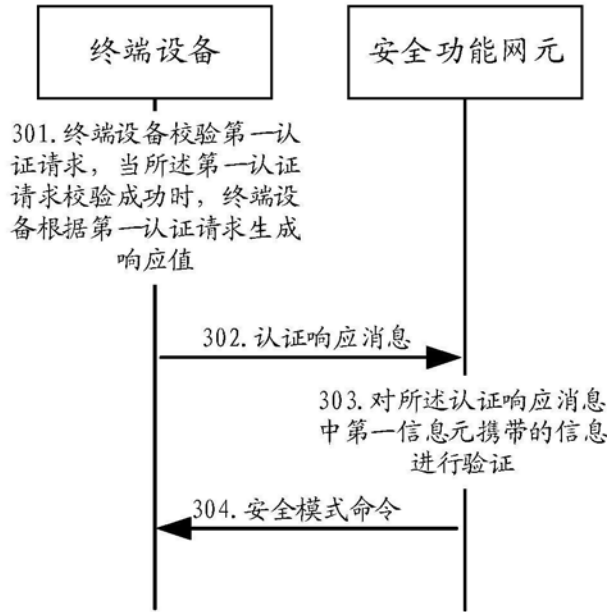 终端设备
安全功能网元
301.终端设备校验第一认
证请求，当所述第一认证
请求校验成功时，终端设
备根据第一认证请求生成
响应值
302.认证响应消息
303.对所述认证响应消息
中第一信息元携带的信息
进行验证
304.安全模式命令